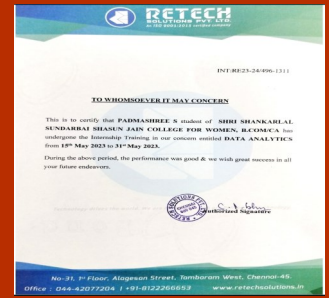 RETECH
SOLUTIONS PVT. LTD.
INT:RE23-24/496-1311
TO WHOMSOEVER IT MAY CONCERN
This is to certify that PADMASHREE S student of SHRI SHANKARLAL
SUNDARBAI SHASUN JAIN COLLEGE FOR WOMEN, B.COM/CA has
undergone the Internship Training in our concern entitled DATA ANALYTICS
from 15th May 2023 to 31st May 2023.
During the above period, the performance was good & we wish great success in all
your future endeavors.
Authorized Signature
No-31, 1st Floor, Alagesan Street, Tambaram West, Chennai-45.
Office : 044-42077204 | +91-8122266653 www.retechsolutions.in